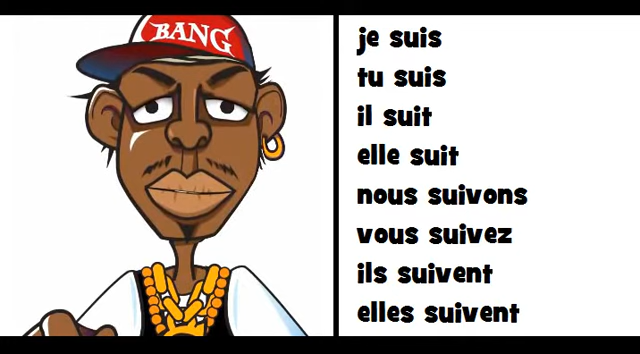 BANG
je suis
tu suis
il suit
elle suit
nous suivons
vous suivez
ils suivent
elles suivent